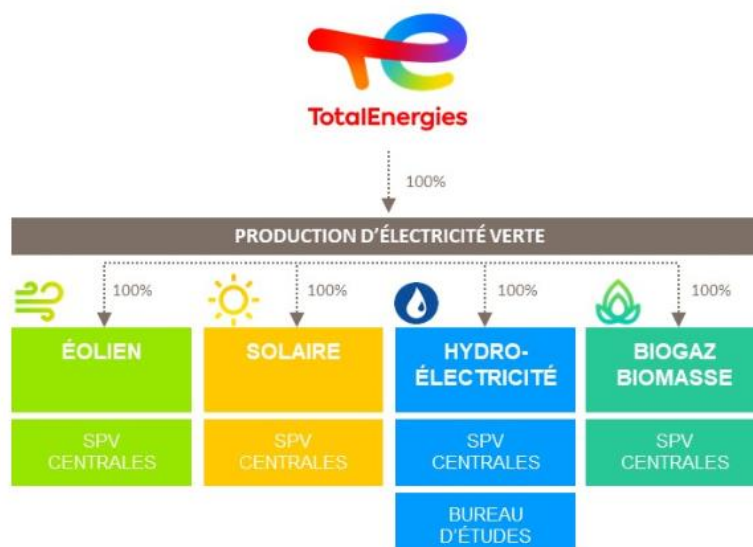 TotalEnergies
100%
PRODUCTION D’ÉLECTRICITÉ VERTE
100%
100%
100%
100%
ÉOLIEN
SOLAIRE
HYDRO-
ÉLECTRICITÉ
BIOGAZ
BIOMASSE
SPV
CENTRALES
SPV
CENTRALES
SPV
CENTRALES
SPV
CENTRALES
BUREAU
D’ÉTUDES